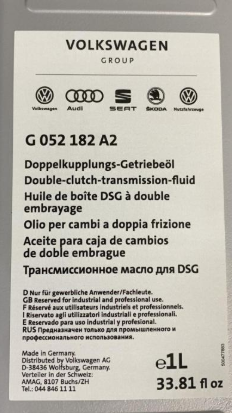 VOLKSWAGEN
GROUP
Volkswagen Audi SEAT ŠKODA Nutzfahrzeuge
G 052 182 A2
Doppelkupplungs-Getriebeöl
Double-clutch-transmission-fluid
Huile de boîte DSG à double
embrayage
Olio per cambi a doppia frizione
Aceite para caja de cambios
de doble embrague
Трансмиссионное масло для DSG
D Nur für gewerbliche Anwender/Fachleute.
GB Reserved for industrial and professional use.
F Réservé aux utilisateurs industriels et professionnels.
I Riservato agli utilizzatori industriali e professionali.
E Reservado para uso industrial y profesional.
RUS Предназначен только для промышленного и
профессионального использования.
Made in Germany.
Distributed by Volkswagen AG
D-38436 Wolfsburg, Germany
Verteiler in der Schweiz:
AMAG, 8107 Buchs/ZH
Tel.: 044 846 11 11
e1L
33.81 fl oz